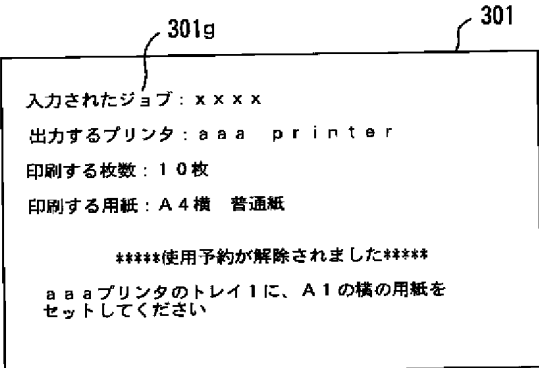 301g
301
入力されたジョブ：ｘｘｘｘ
出力するプリンタ：ａａａ　ｐｒｉｎｔｅｒ
印刷する枚数：１０枚
印刷する用紙：Ａ４横　普通紙
*****使用予約が解除されました*****
ａａａプリンタのトレイ１に、Ａ１の横の用紙を
セットしてください